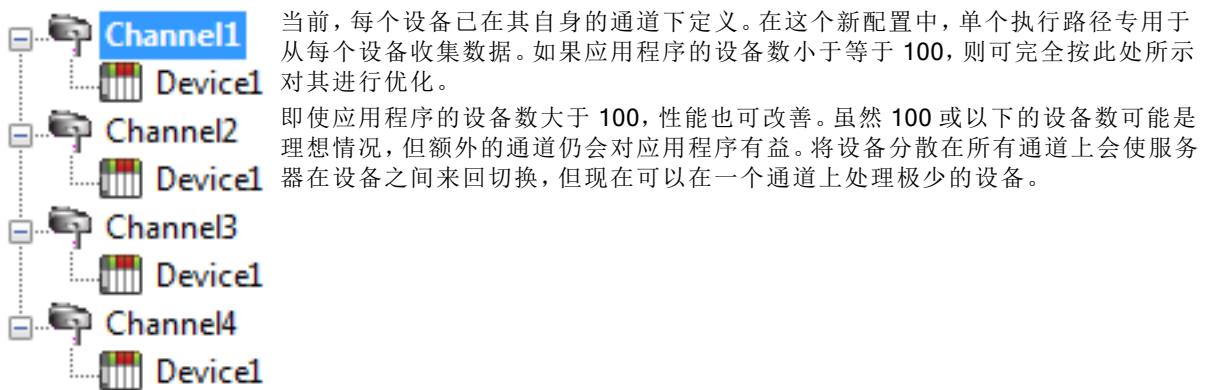 Channel1
Device1
Channel2
Device1
Channel3
Device1
Channel4
Device1
当前，每个设备已在其自身的通道下定义。在这个新配置中，单个执行路径专用于
从每个设备收集数据。如果应用程序的设备数小于等于 100，则可完全按此处所示
对其进行优化。
即使应用程序的设备数大于 100，性能也可改善。虽然 100 或以下的设备数可能是
理想情况，但额外的通道仍会对应用程序有益。将设备分散在所有通道上会使服务
器在设备之间来回切换，但现在可以在一个通道上处理极少的设备。